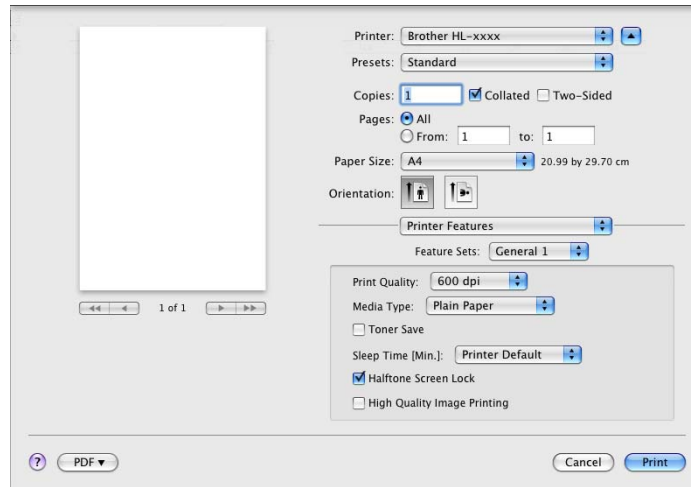 Printer: Brother HL-xxxx
Presets: Standard
Copies: 1 Collated Two-Sided
Pages: All
From: 1 to: 1
Paper Size: A4 20.99 by 29.70 cm
Orientation:
Printer Features
Feature Sets: General 1
Print Quality: 600 dpi
Media Type: Plain Paper
Toner Save
Sleep Time [Min.]: Printer Default
Halftone Screen Lock
High Quality Image Printing
1 of 1
? PDF Cancel Print